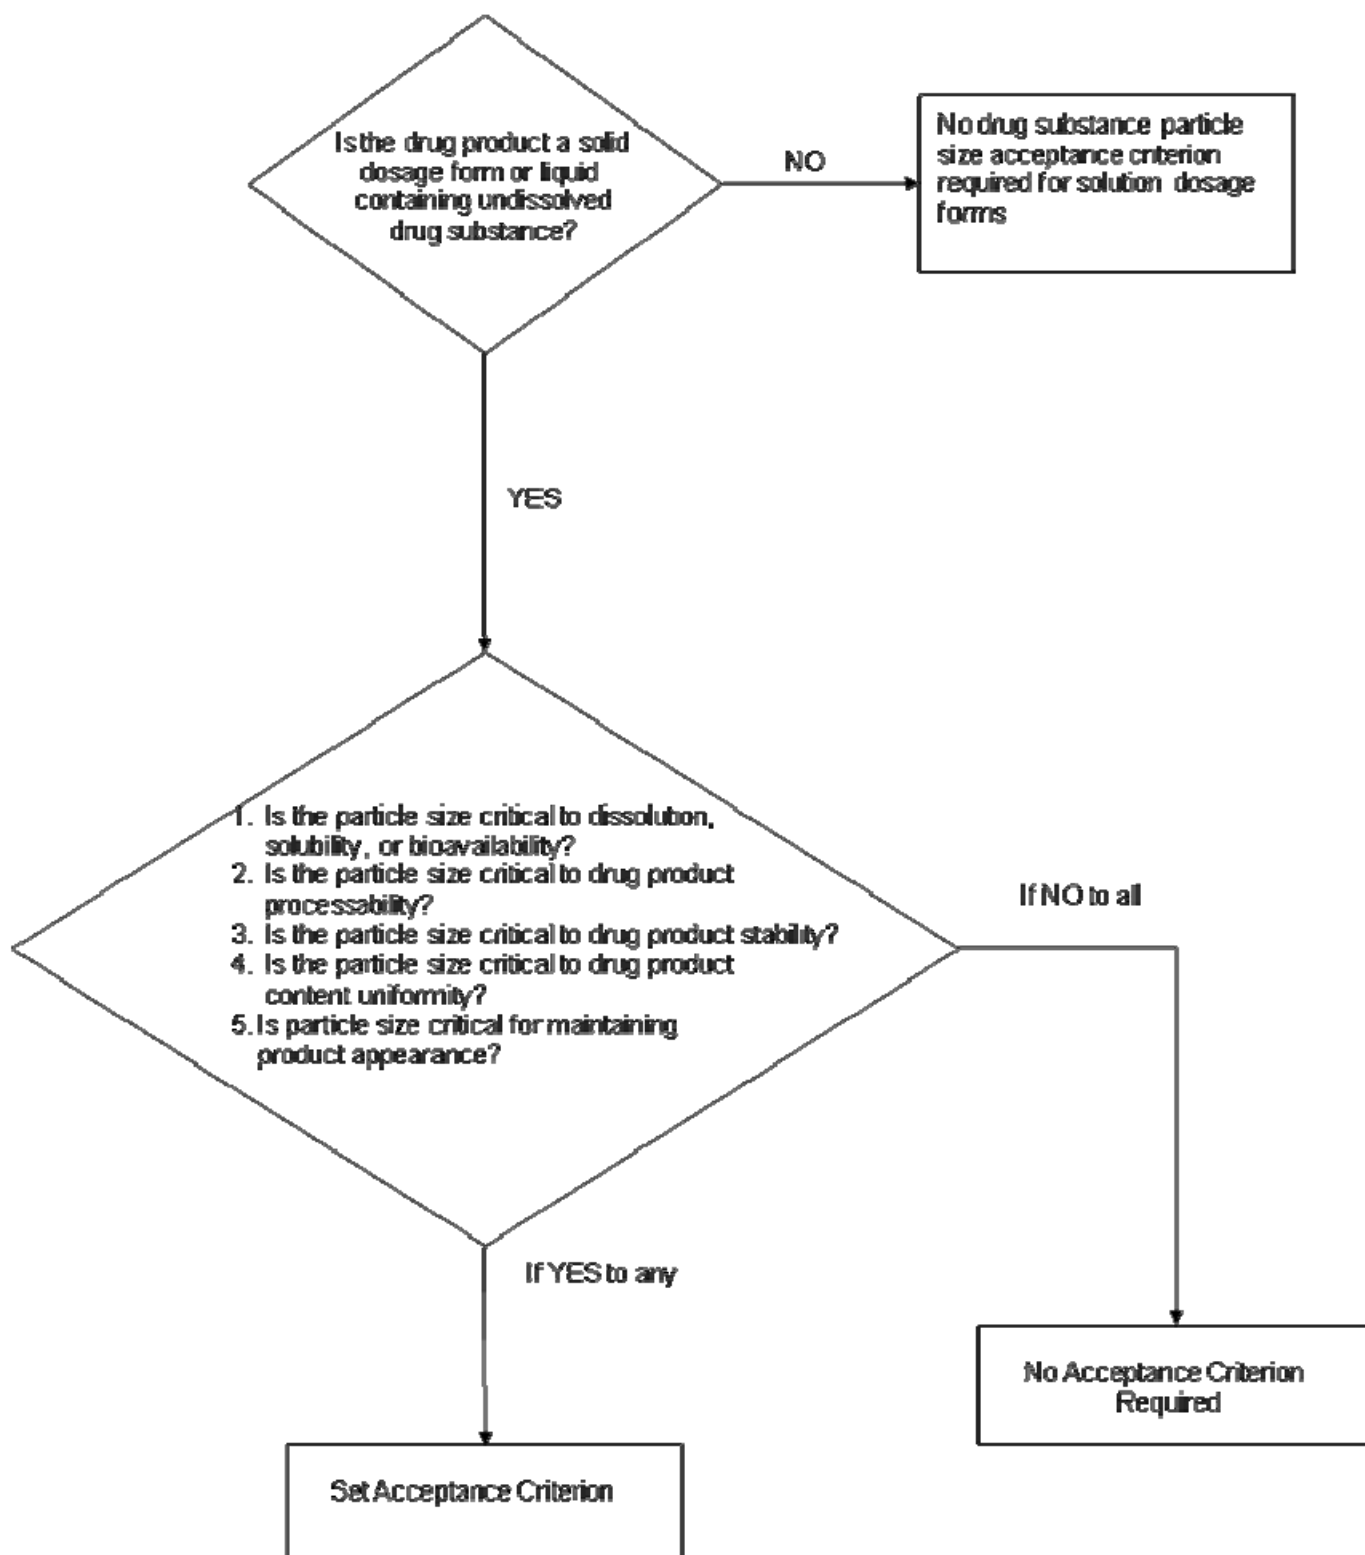 Is the drug product a solid
dosage form or liquid
containing undissolved
drug substance?
NO
No drug substance particle
size acceptance criterion
required for solution dosage
forms
YES
1. Is the particle size critical to dissolution,
solubility, or bioavailability?
2. Is the particle size critical to drug product
processability?
3. Is the particle size critical to drug product stability?
4. Is the particle size critical to drug product
content uniformity?
5. Is particle size critical for maintaining
product appearance?
If NO to all
If YES to any
No Acceptance Criterion
Required
Set Acceptance Criterion